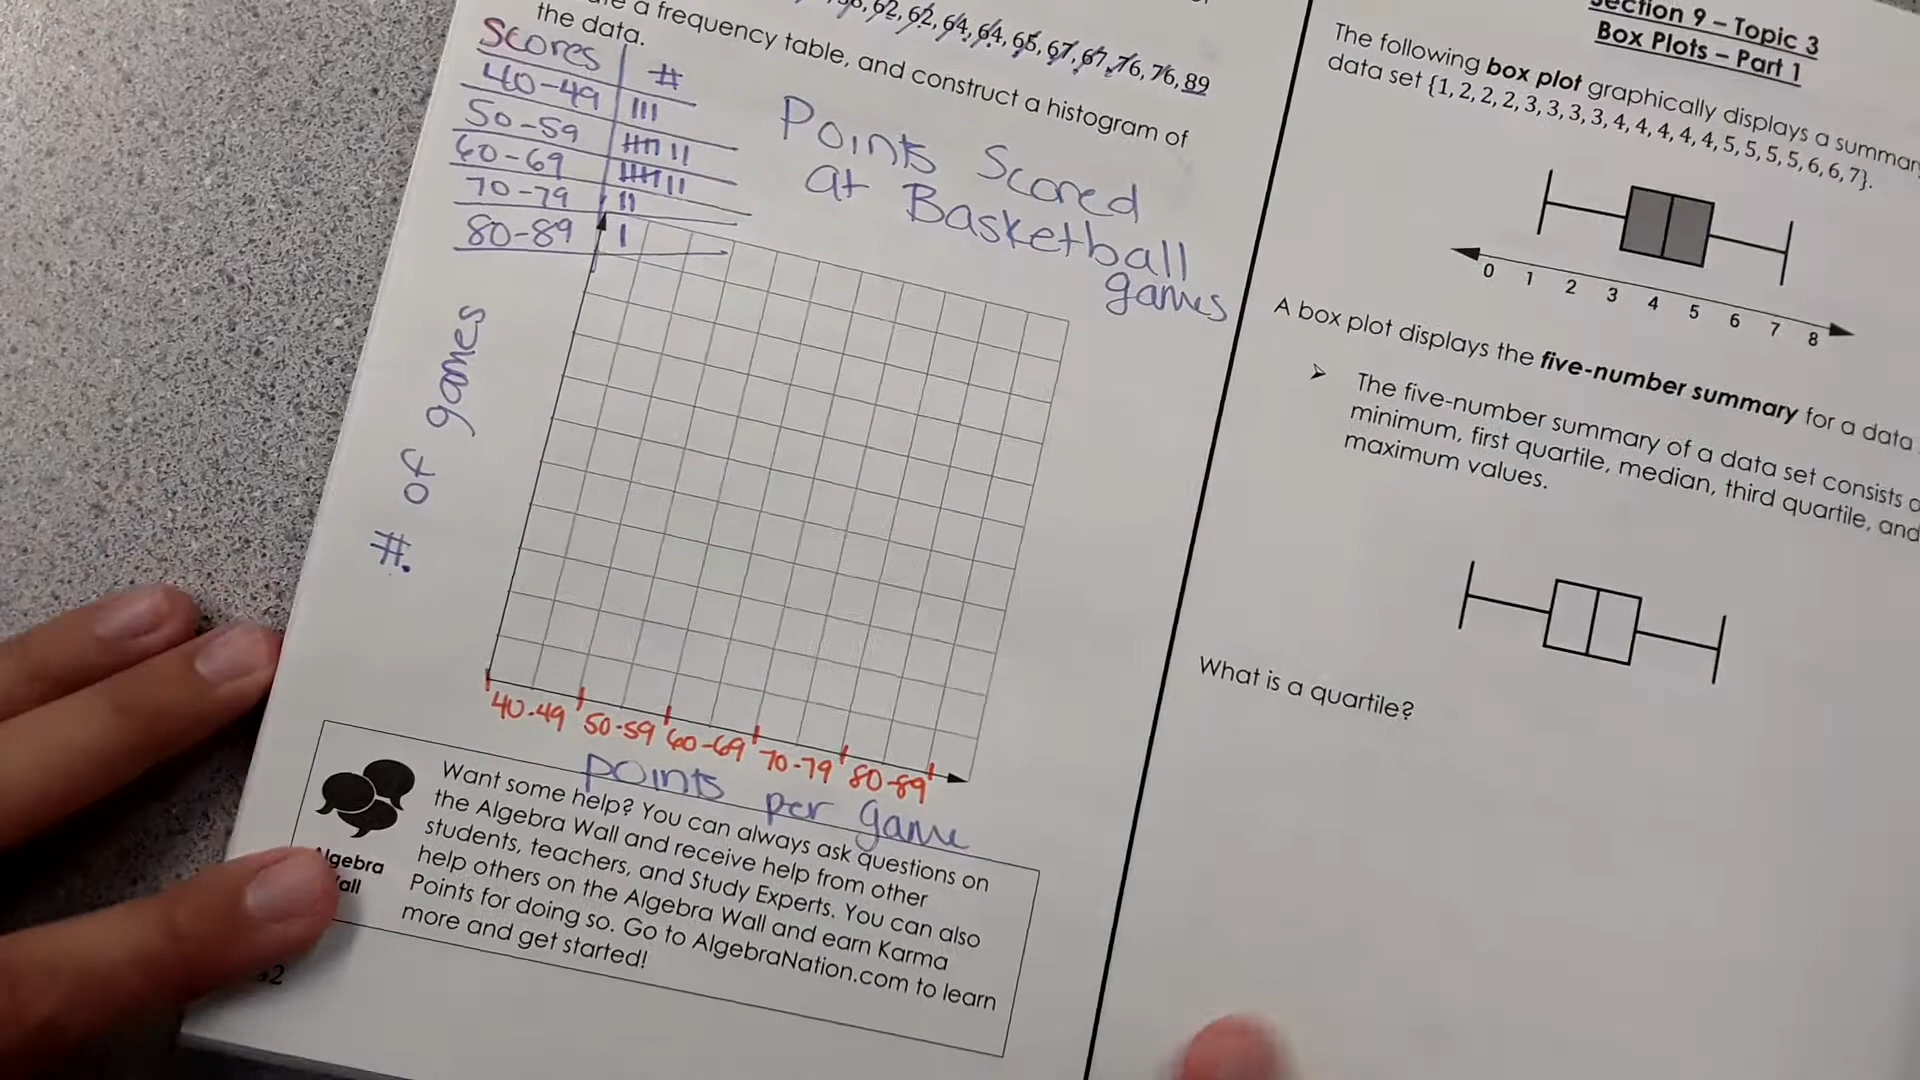 62, 62, 64, 64, 65, 67, 67, 76, 76, 89
a frequency table, and construct a histogram of
the data.
Scores #
40-49 |||
50-59 |||| ||
60-69 |||| ||
70-79 ||
80-89 |
Points Scored
at Basketball
games
# of games
40-49 50-59 60-69 70-79 80-89
points per game
Want some help? You can always ask questions on
the Algebra Wall and receive help from other
students, teachers, and Study Experts. You can also
help others on the Algebra Wall and earn Karma
Points for doing so. Go to AlgebraNation.com to learn
more and get started!
Section 9 – Topic 3
Box Plots – Part 1
The following box plot graphically displays a
data set {1, 2, 2, 2, 3, 3, 3, 3, 4, 4, 4, 4, 4, 5, 5, 5, 5, 6, 6, 7}.
0 1 2 3 4 5 6 7 8
A box plot displays the five-number summary for a data
➢ The five-number summary of a data set consists
minimum, first quartile, median, third quartile, and
maximum values.
What is a quartile?